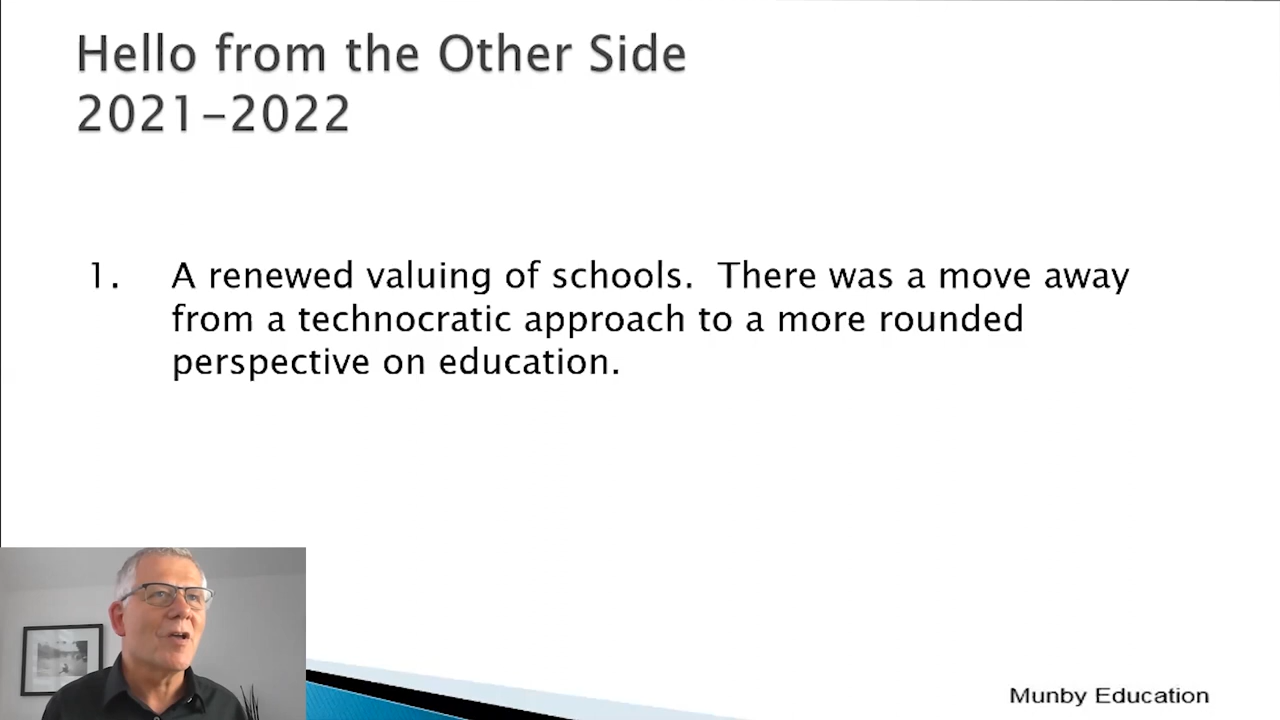 Hello from the Other Side
2021-2022
1. A renewed valuing of schools. There was a move away
from a technocratic approach to a more rounded
perspective on education.
Munby Education